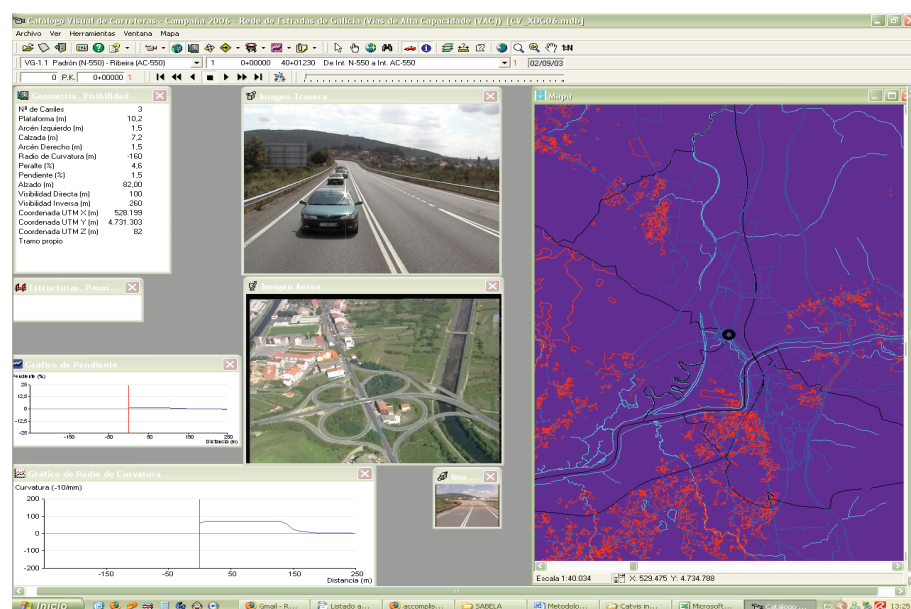 Catálogo Visual de Carreteras - Campaña 2006 - Rede de Estradas de Galicia (Vías de Alta Capacidade (VAC)) [CV_XDG06.mdb]
Archivo Ver Herramientas Ventana Mapa
VG-1.1 Padrón (N-550) - Ribeira (AC-550) 1 0+00000 40+01230 De Int. N-550 a Int. AC-550 1 02/09/03
0 P.K. 0+00000 1
Geometría, Visibilidad
Nª de Carriles 3
Plataforma (m) 10,2
Arcén Izquierdo (m) 1,5
Calzada (m) 7,2
Arcén Derecho (m) 1,5
Radio de Curvatura (m) -160
Peralte (%) 4,6
Pendiente (%) 1,5
Alzado (m) 82,00
Visibilidad Directa (m) 100
Visibilidad Inversa (m) 260
Coordenada UTM X (m) 528.199
Coordenada UTM Y (m) 4.731.303
Coordenada UTM Z (m) 82
Tramo propio
Imagen Trasera
Mapa
Estructuras, Pasos...
Imagen Aérea
Gráfico de Pendiente
Pendiente (%)
25
12,5
0
-12,5
-25
-150 -50 50 150 250
Distancia (m)
Gráfico de Radio de Curvatura
Curvatura (-10/mm)
200
100
0
-100
-200
-150 -50 50 150 250
Distancia (m)
Ima...
Escala 1:40.034 X: 529.475 Y: 4.734.788
Inicio Gmail - R... Listado a... accomplis... SABELA Metodolo... Catvis in... Microsoft... Catálogo ... ES 13:25